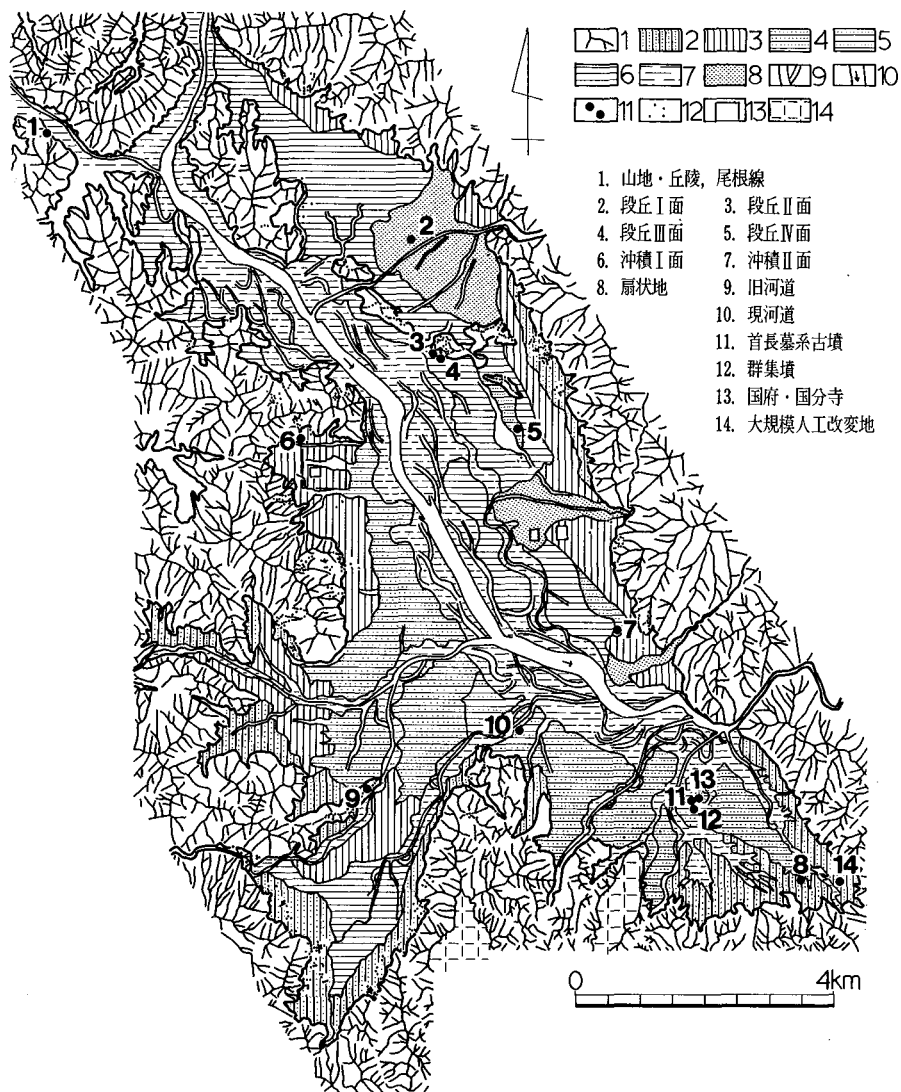 1 2 3 4 5
6 7 8 9 10
11 12 13 14
1. 山地・丘陵, 尾根線
2. 段丘Ⅰ面 3. 段丘Ⅱ面
4. 段丘Ⅲ面 5. 段丘Ⅳ面
6. 沖積Ⅰ面 7. 沖積Ⅱ面
8. 扇状地 9. 旧河道
10. 現河道
11. 首長墓系古墳
12. 群集墳
13. 国府・国分寺
14. 大規模人工改変地
1
2
3
4
5
6
7
10
9
13
11
12
8 14
0 4km